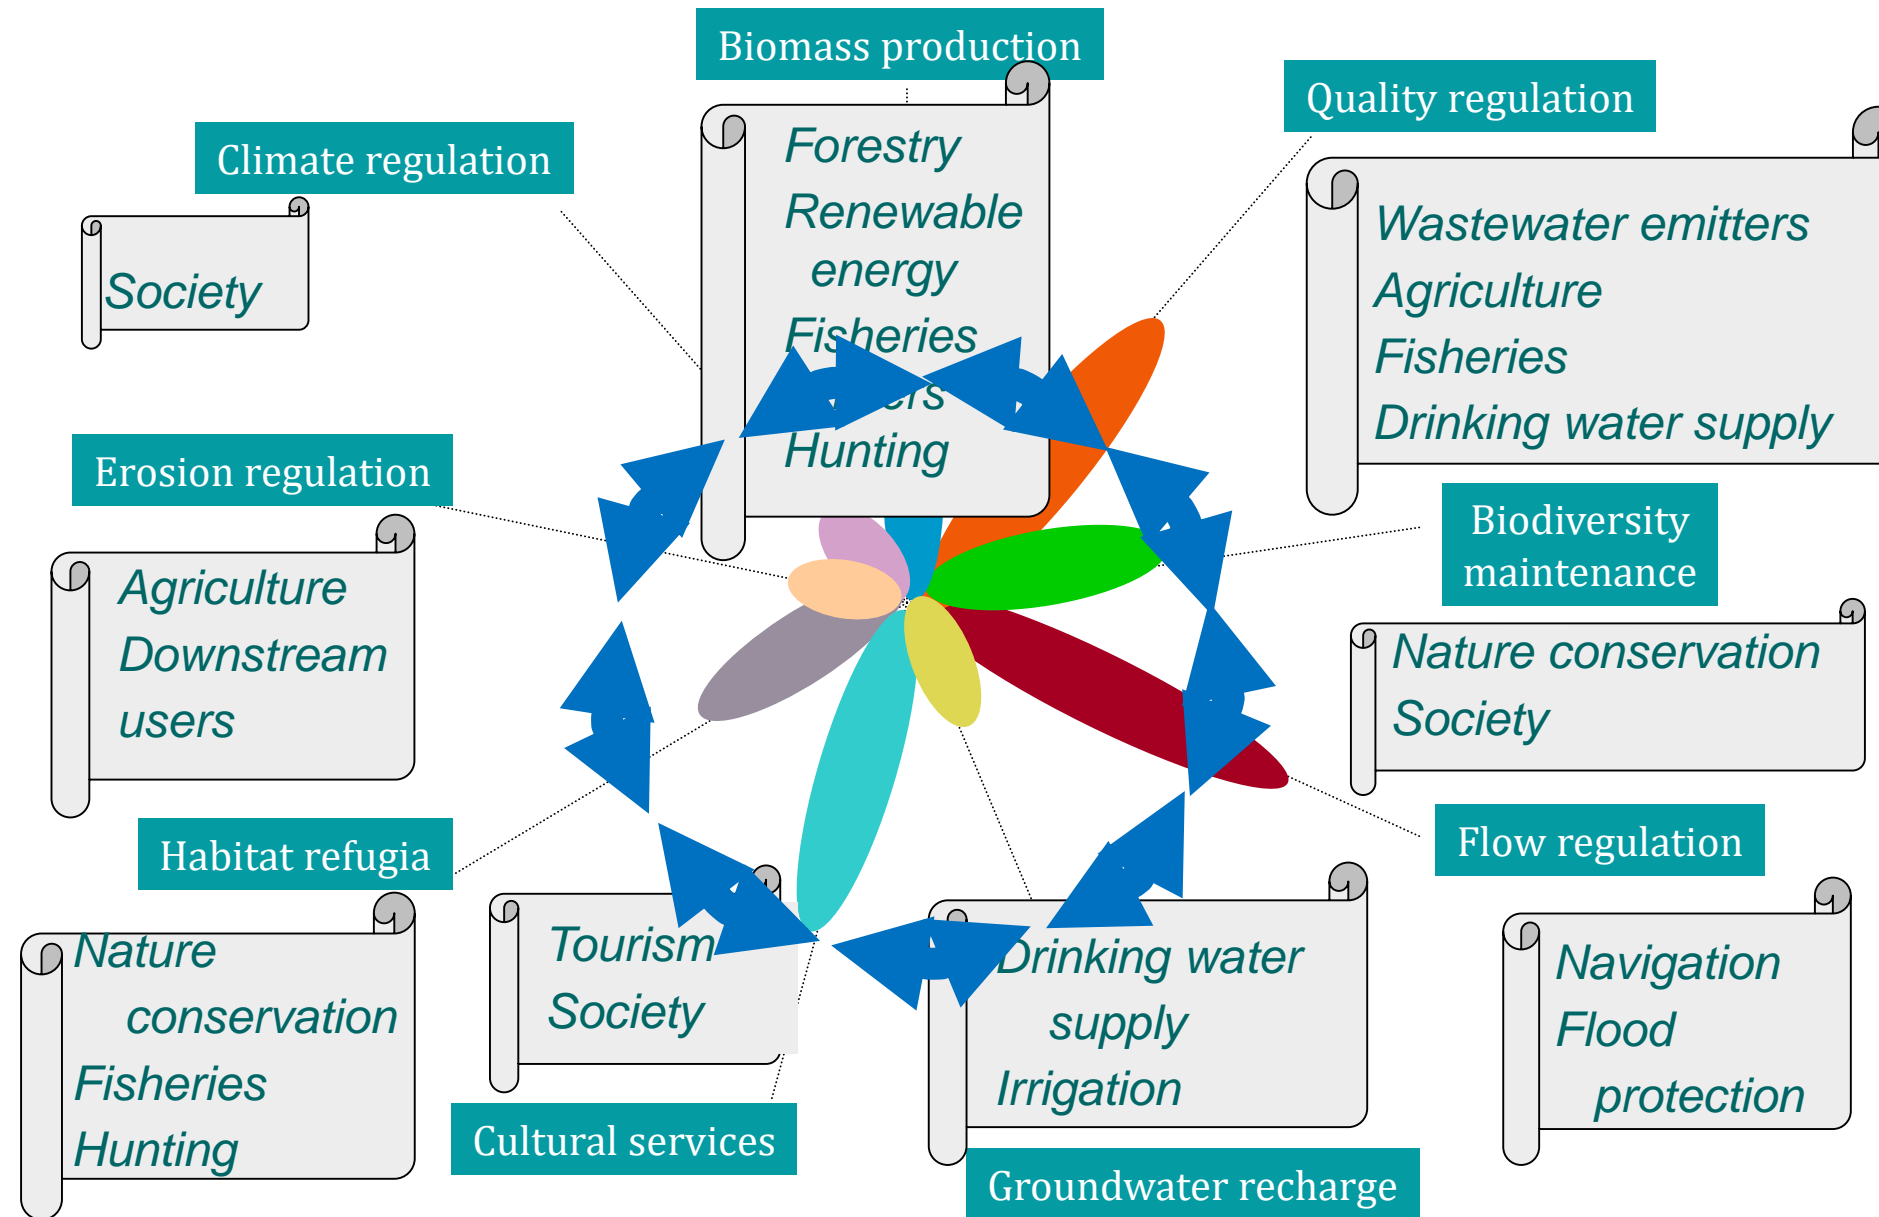 Biomass production
Forestry
Renewable
energy
Fisheries
Hunting
Quality regulation
Wastewater emitters
Agriculture
Fisheries
Drinking water supply
Climate regulation
Society
Erosion regulation
Agriculture
Downstream
users
Biodiversity
maintenance
Nature conservation
Society
Habitat refugia
Nature
conservation
Fisheries
Hunting
Tourism
Society
Cultural services
Drinking water
supply
Irrigation
Groundwater recharge
Flow regulation
Navigation
Flood
protection